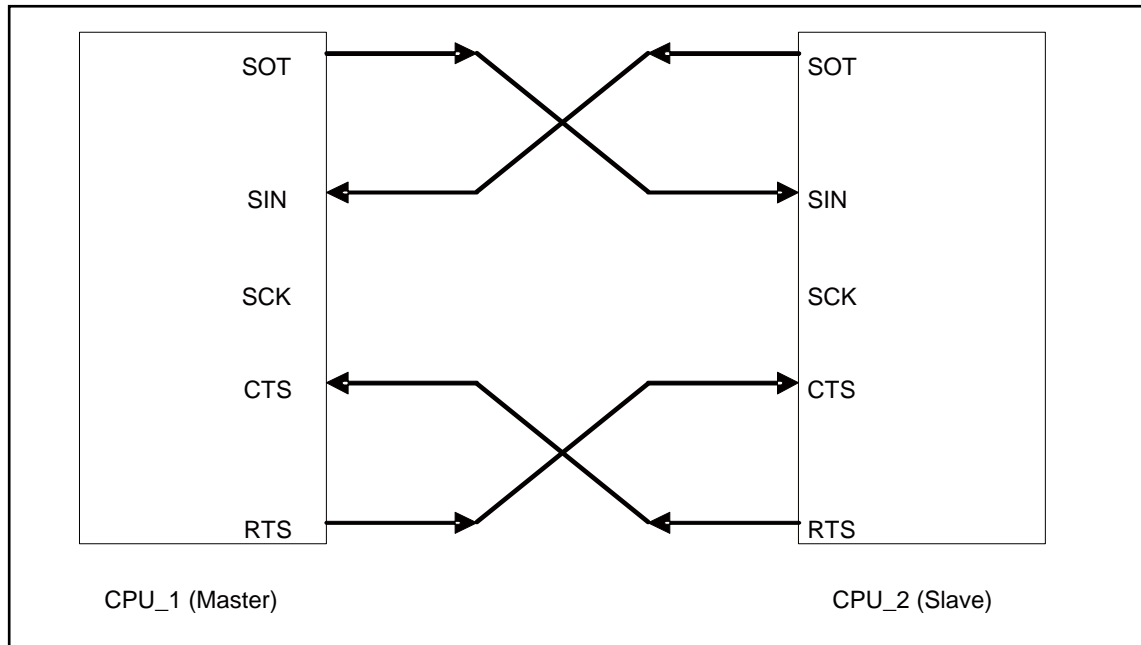 SOT SOT
SIN SIN
SCK SCK
CTS CTS
RTS RTS
CPU_1 (Master) CPU_2 (Slave)